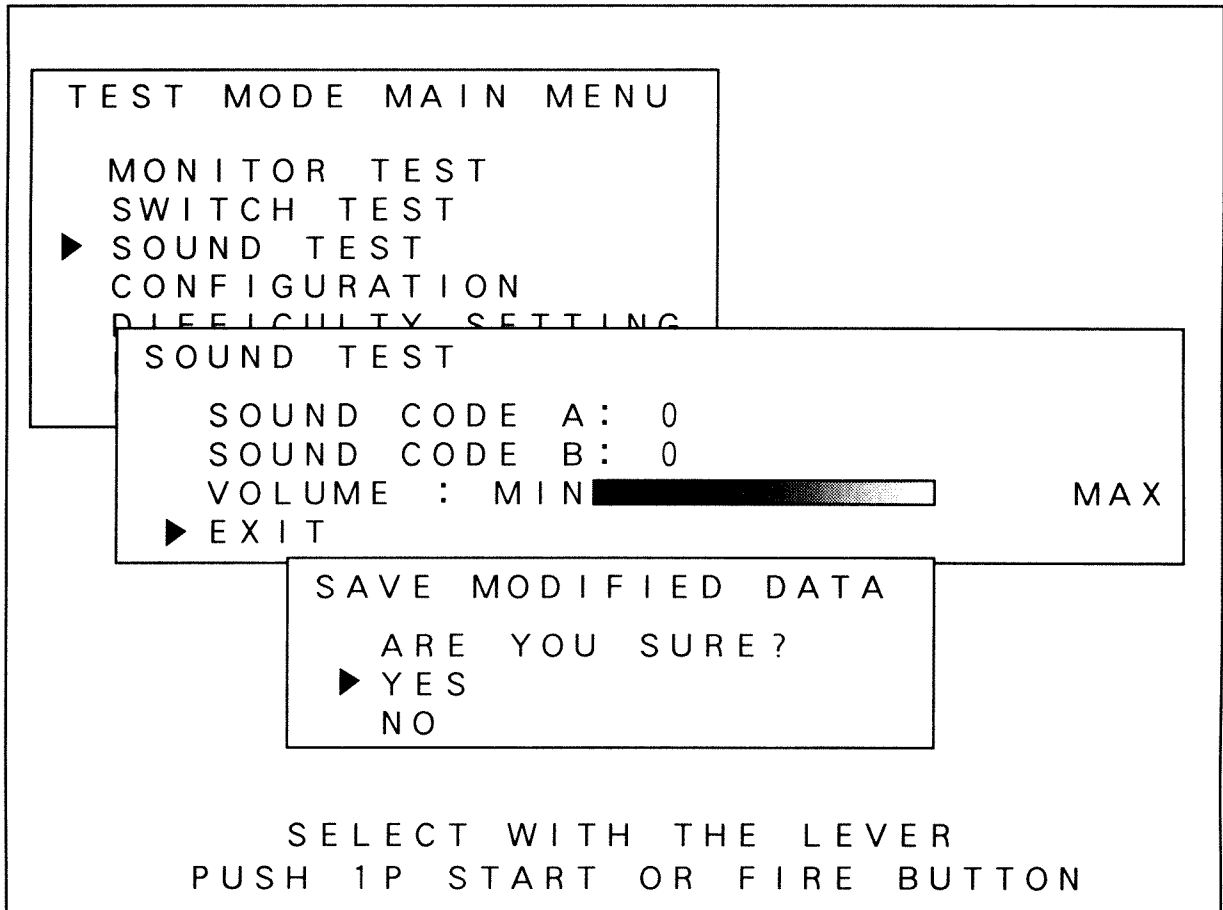 TEST MODE MAIN MENU
MONITOR TEST
SWITCH TEST
▶ SOUND TEST
CONFIGURATION
DIFFICULTY SETTING
SOUND TEST
SOUND CODE A: 0
SOUND CODE B: 0
VOLUME : MIN MAX
▶ EXIT
SAVE MODIFIED DATA
ARE YOU SURE?
▶ YES
NO
SELECT WITH THE LEVER
PUSH 1P START OR FIRE BUTTON